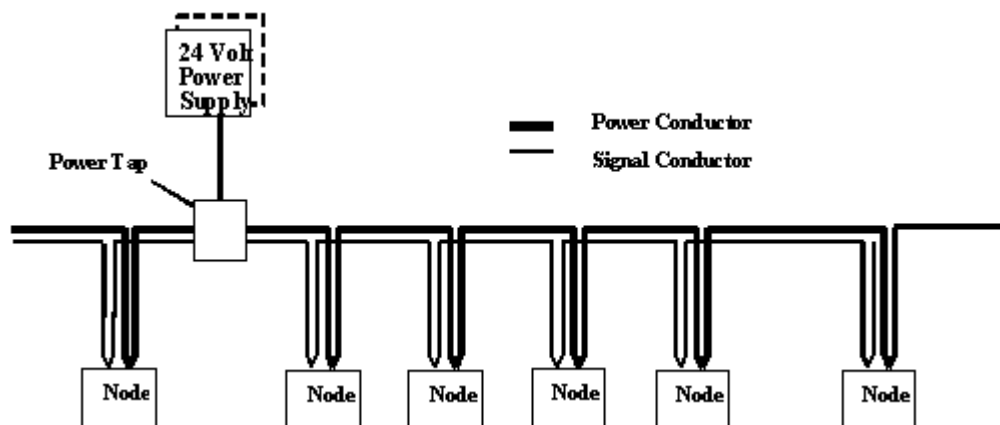 24 Volt
Power
Supply
Power Conductor
Signal Conductor
Power Tap
Node
Node
Node
Node
Node
Node